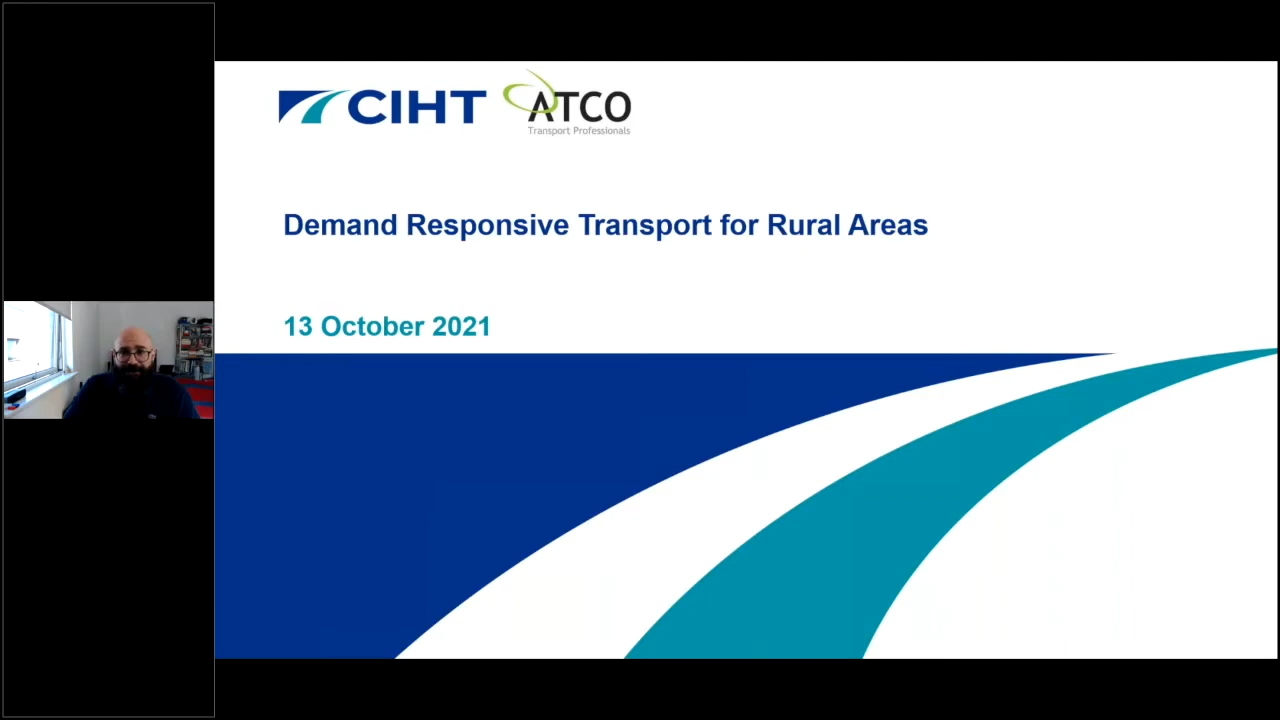 CIHT
ATCO
Transport Professionals
Demand Responsive Transport for Rural Areas
13 October 2021